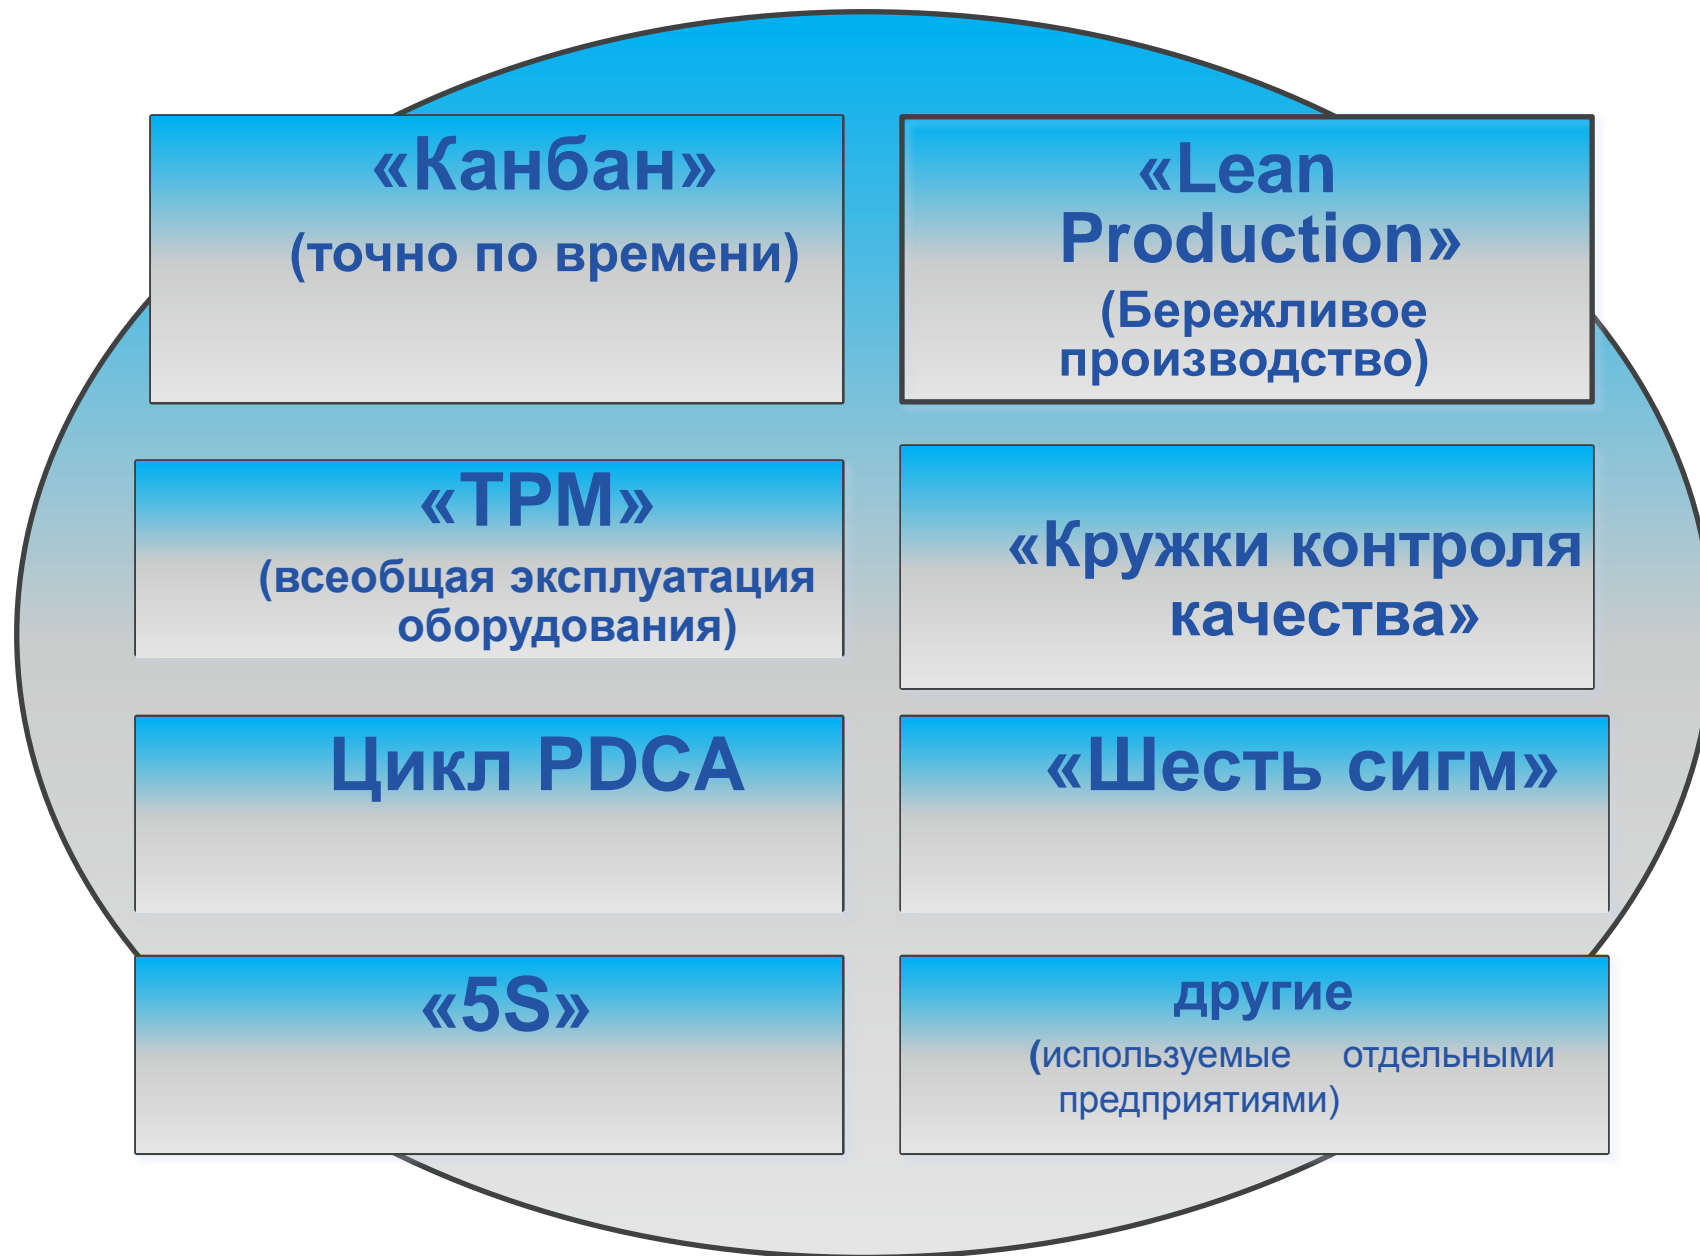 «Канбан»
(точно по времени)
«Lean
Production»
(Бережливое
производство)
«TPM»
(всеобщая эксплуатация
оборудования)
«Кружки контроля
качества»
Цикл PDCA
«Шесть сигм»
«5S»
другие
(используемые отдельными
предприятиями)